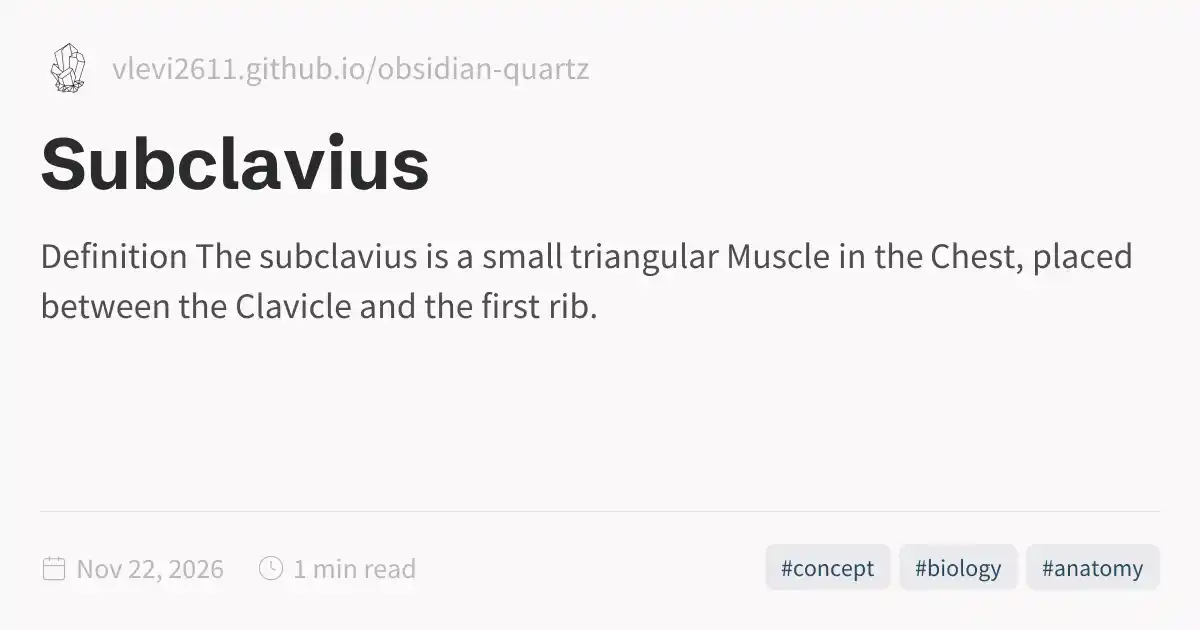 vlevi2611.github.io/obsidian-quartz
Subclavius
Definition The subclavius is a small triangular Muscle in the Chest, placed
between the Clavicle and the first rib.
Nov 22, 2026 1 min read #concept #biology #anatomy